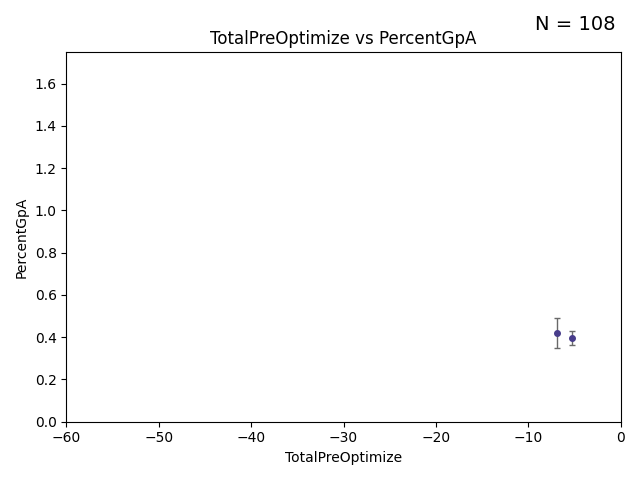 N = 108
TotalPreOptimize vs PercentGpA
PercentGpA
1.6
1.4
1.2
1.0
0.8
0.6
0.4
0.2
0.0
−60 −50 −40 −30 −20 −10 0
TotalPreOptimize